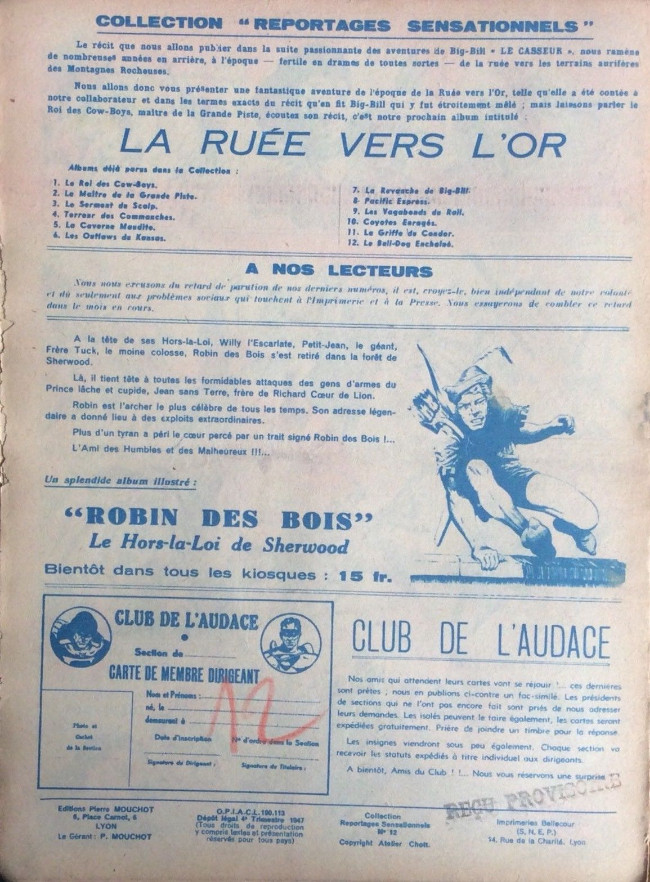 COLLECTION "REPORTAGES SENSATIONNELS"
Le récit que nous allons publier dans la suite passionnante des aventures de Big-Bill « LE CASSEUR », nous ramène
de nombreuses années en arrière, à l'époque — fertile en drames de toutes sortes — de la ruée vers les terrains aurifères
des Montagnes Rocheuses.
Nous allons donc vous présenter une fantastique aventure de l'époque de la Ruée vers l'Or, telle qu'elle a été contée à
notre collaborateur et dans les termes exacts du récit qu'en fit Big-Bill qui y fut étroitement mêlé ; mais laissons parler le
Roi des Cow-Boys, maître de la Grande Piste, écoutons son récit, c'est notre prochain album intitulé :
LA RUÉE VERS L'OR
Albums déjà parus dans la Collection :
1. Le Roi des Cow-Boys.
2. Le Maître de la Grande Piste.
3. Le Serment de Scalp.
4. Terreur des Commanches.
5. La Caverne Maudite.
6. Les Outlaws du Kansas.
7. La Revanche de Big-Bill.
8. Pacific Express.
9. Les Vagabonds du Rail.
10. Coyotes Enragés.
11. La Griffe du Condor.
12. Le Bull-Dog Enchaîné.
A NOS LECTEURS
Nous nous excusons du retard de parution de nos derniers numéros, il est, croyez-le, bien indépendant de notre volonté
et dû seulement aux problèmes sociaux qui touchent à l'Imprimerie et à la Presse. Nous essayerons de combler ce retard
dans le mois en cours.
A la tête de ses Hors-la-Loi, Willy l'Escarlate, Petit-Jean, le géant,
Frère Tuck, le moine colosse, Robin des Bois s'est retiré dans la forêt de
Sherwood.
Là, il tient tête à toutes les formidables attaques des gens d'armes du
Prince lâche et cupide, Jean sans Terre, frère de Richard Cœur de Lion.
Robin est l'archer le plus célèbre de tous les temps. Son adresse légen-
daire a donné lieu à des exploits extraordinaires.
Plus d'un tyran a péri le cœur percé par un trait signé Robin des Bois !...
L'Ami des Humbles et des Malheureux !!!...
Un splendide album illustré :
"ROBIN DES BOIS"
Le Hors-la-Loi de Sherwood
Bientôt dans tous les kiosques : 15 fr.
CLUB DE L'AUDACE
Section de
CARTE DE MEMBRE DIRIGEANT
Nom et Prénoms :
né, le
demeurant à
Date d'inscription
N° d'ordre dans la Section
Photo et
Cachet
de la Section
Signature du Dirigeant :
Signature du Titulaire :
12
CLUB DE L'AUDACE
Nos amis qui attendent leurs cartes vont se réjouir !... ces dernières
sont prêtes ; nous en publions ci-contre un fac-similé. Les présidents
de sections qui ne l'ont pas encore fait sont priés de nous adresser
leurs demandes. Les isolés peuvent le faire également, les cartes seront
expédiées gratuitement. Prière de joindre un timbre pour la réponse.
Les insignes viendront sous peu également. Chaque section va
recevoir les statuts expédiés à titre individuel aux dirigeants.
A bientôt, Amis du Club ! !... Nous vous réservons une surprise
REÇU PROVISOIRE
Editions Pierre MOUCHOT
6, Place Carnot, 6
LYON
Le Gérant : P. MOUCHOT
O.P.I.A.C.L. 190.113
Dépôt légal 4e Trimestre 1947
(Tous droits de reproduction
y compris textes et présentation
réservés pour tous pays)
Collection
Reportages Sensationnels
N° 12
Copyright Atelier Chott.
Imprimeries Bellecour
(S. N. E. P.)
14, Rue de la Charité, Lyon